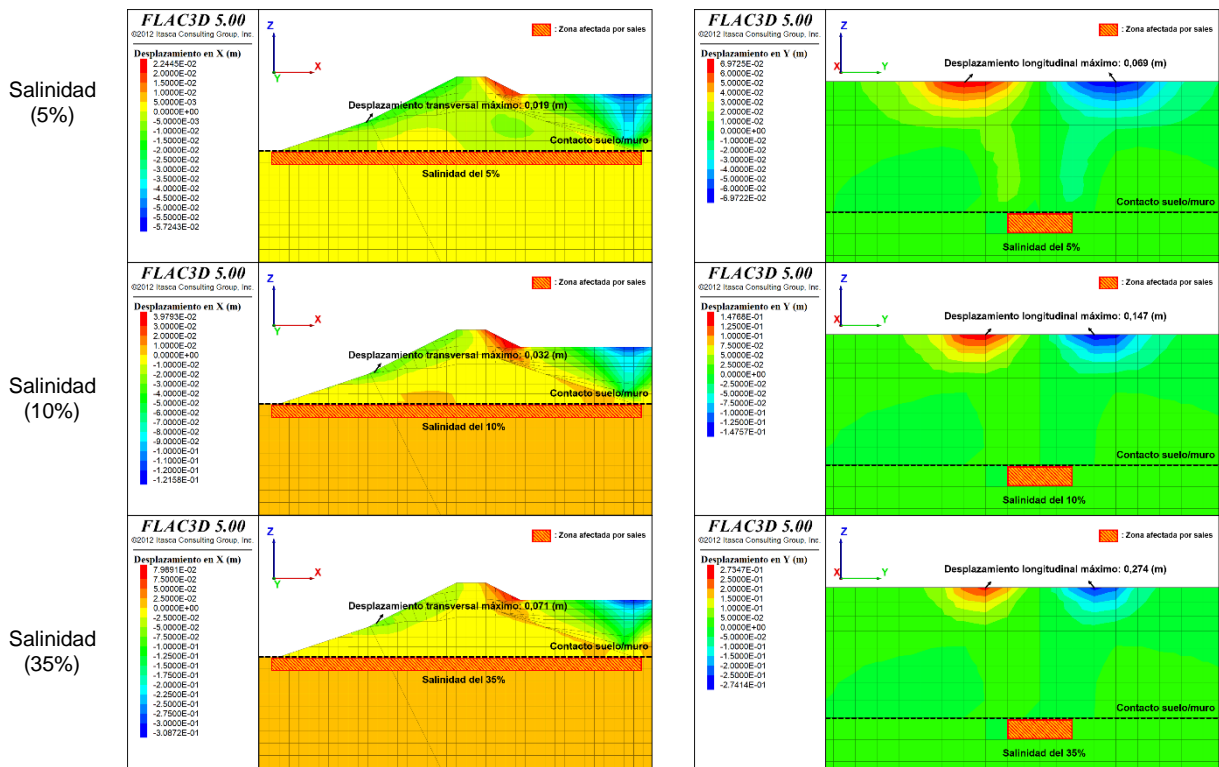 Salinidad
(5%)
FLAC3D 5.00
©2012 Itasca Consulting Group, Inc.
Desplazamiento en X (m)
2.2445E-02
2.0000E-02
1.5000E-02
1.0000E-02
5.0000E-03
0.0000E+00
-5.0000E-03
-1.0000E-02
-1.5000E-02
-2.0000E-02
-2.5000E-02
-3.0000E-02
-3.5000E-02
-4.0000E-02
-4.5000E-02
-5.0000E-02
-5.5000E-02
-5.7243E-02
Z
X
Y
: Zona afectada por sales
Desplazamiento transversal máximo: 0,019 (m)
Contacto suelo/muro
Salinidad del 5%
FLAC3D 5.00
©2012 Itasca Consulting Group, Inc.
Desplazamiento en Y (m)
6.9725E-02
6.0000E-02
4.0000E-02
2.0000E-02
0.0000E+00
-2.0000E-02
-4.0000E-02
-6.0000E-02
-6.9722E-02
Z
X
Y
: Zona afectada por sales
Desplazamiento longitudinal máximo: 0,069 (m)
Contacto suelo/muro
Salinidad del 5%
Salinidad
(10%)
FLAC3D 5.00
©2012 Itasca Consulting Group, Inc.
Desplazamiento en X (m)
3.9793E-02
3.0000E-02
2.0000E-02
1.0000E-02
0.0000E+00
-1.0000E-02
-2.0000E-02
-3.0000E-02
-4.0000E-02
-5.0000E-02
-6.0000E-02
-7.0000E-02
-8.0000E-02
-9.0000E-02
-1.0000E-01
-1.1000E-01
-1.2000E-01
-1.2158E-01
Z
X
Y
: Zona afectada por sales
Desplazamiento transversal máximo: 0,032 (m)
Contacto suelo/muro
Salinidad del 10%
FLAC3D 5.00
©2012 Itasca Consulting Group, Inc.
Desplazamiento en Y (m)
1.4768E-01
1.2500E-01
1.0000E-01
7.5000E-02
5.0000E-02
2.5000E-02
0.0000E+00
-2.5000E-02
-5.0000E-02
-7.5000E-02
-1.0000E-01
-1.2500E-01
-1.4757E-01
Z
X
Y
: Zona afectada por sales
Desplazamiento longitudinal máximo: 0,147 (m)
Contacto suelo/muro
Salinidad del 10%
Salinidad
(35%)
FLAC3D 5.00
©2012 Itasca Consulting Group, Inc.
Desplazamiento en X (m)
7.9891E-02
7.5000E-02
5.0000E-02
2.5000E-02
0.0000E+00
-2.5000E-02
-5.0000E-02
-7.5000E-02
-1.0000E-01
-1.2500E-01
-1.5000E-01
-1.7500E-01
-2.0000E-01
-2.2500E-01
-2.5000E-01
-2.7500E-01
-3.0000E-01
-3.0872E-01
Z
X
Y
: Zona afectada por sales
Desplazamiento transversal máximo: 0,071 (m)
Contacto suelo/muro
Salinidad del 35%
FLAC3D 5.00
©2012 Itasca Consulting Group, Inc.
Desplazamiento en Y (m)
2.7347E-01
2.5000E-01
2.0000E-01
1.5000E-01
1.0000E-01
5.0000E-02
0.0000E+00
-5.0000E-02
-1.0000E-01
-1.5000E-01
-2.0000E-01
-2.5000E-01
-2.7414E-01
Z
X
Y
: Zona afectada por sales
Desplazamiento longitudinal máximo: 0,274 (m)
Contacto suelo/muro
Salinidad del 35%